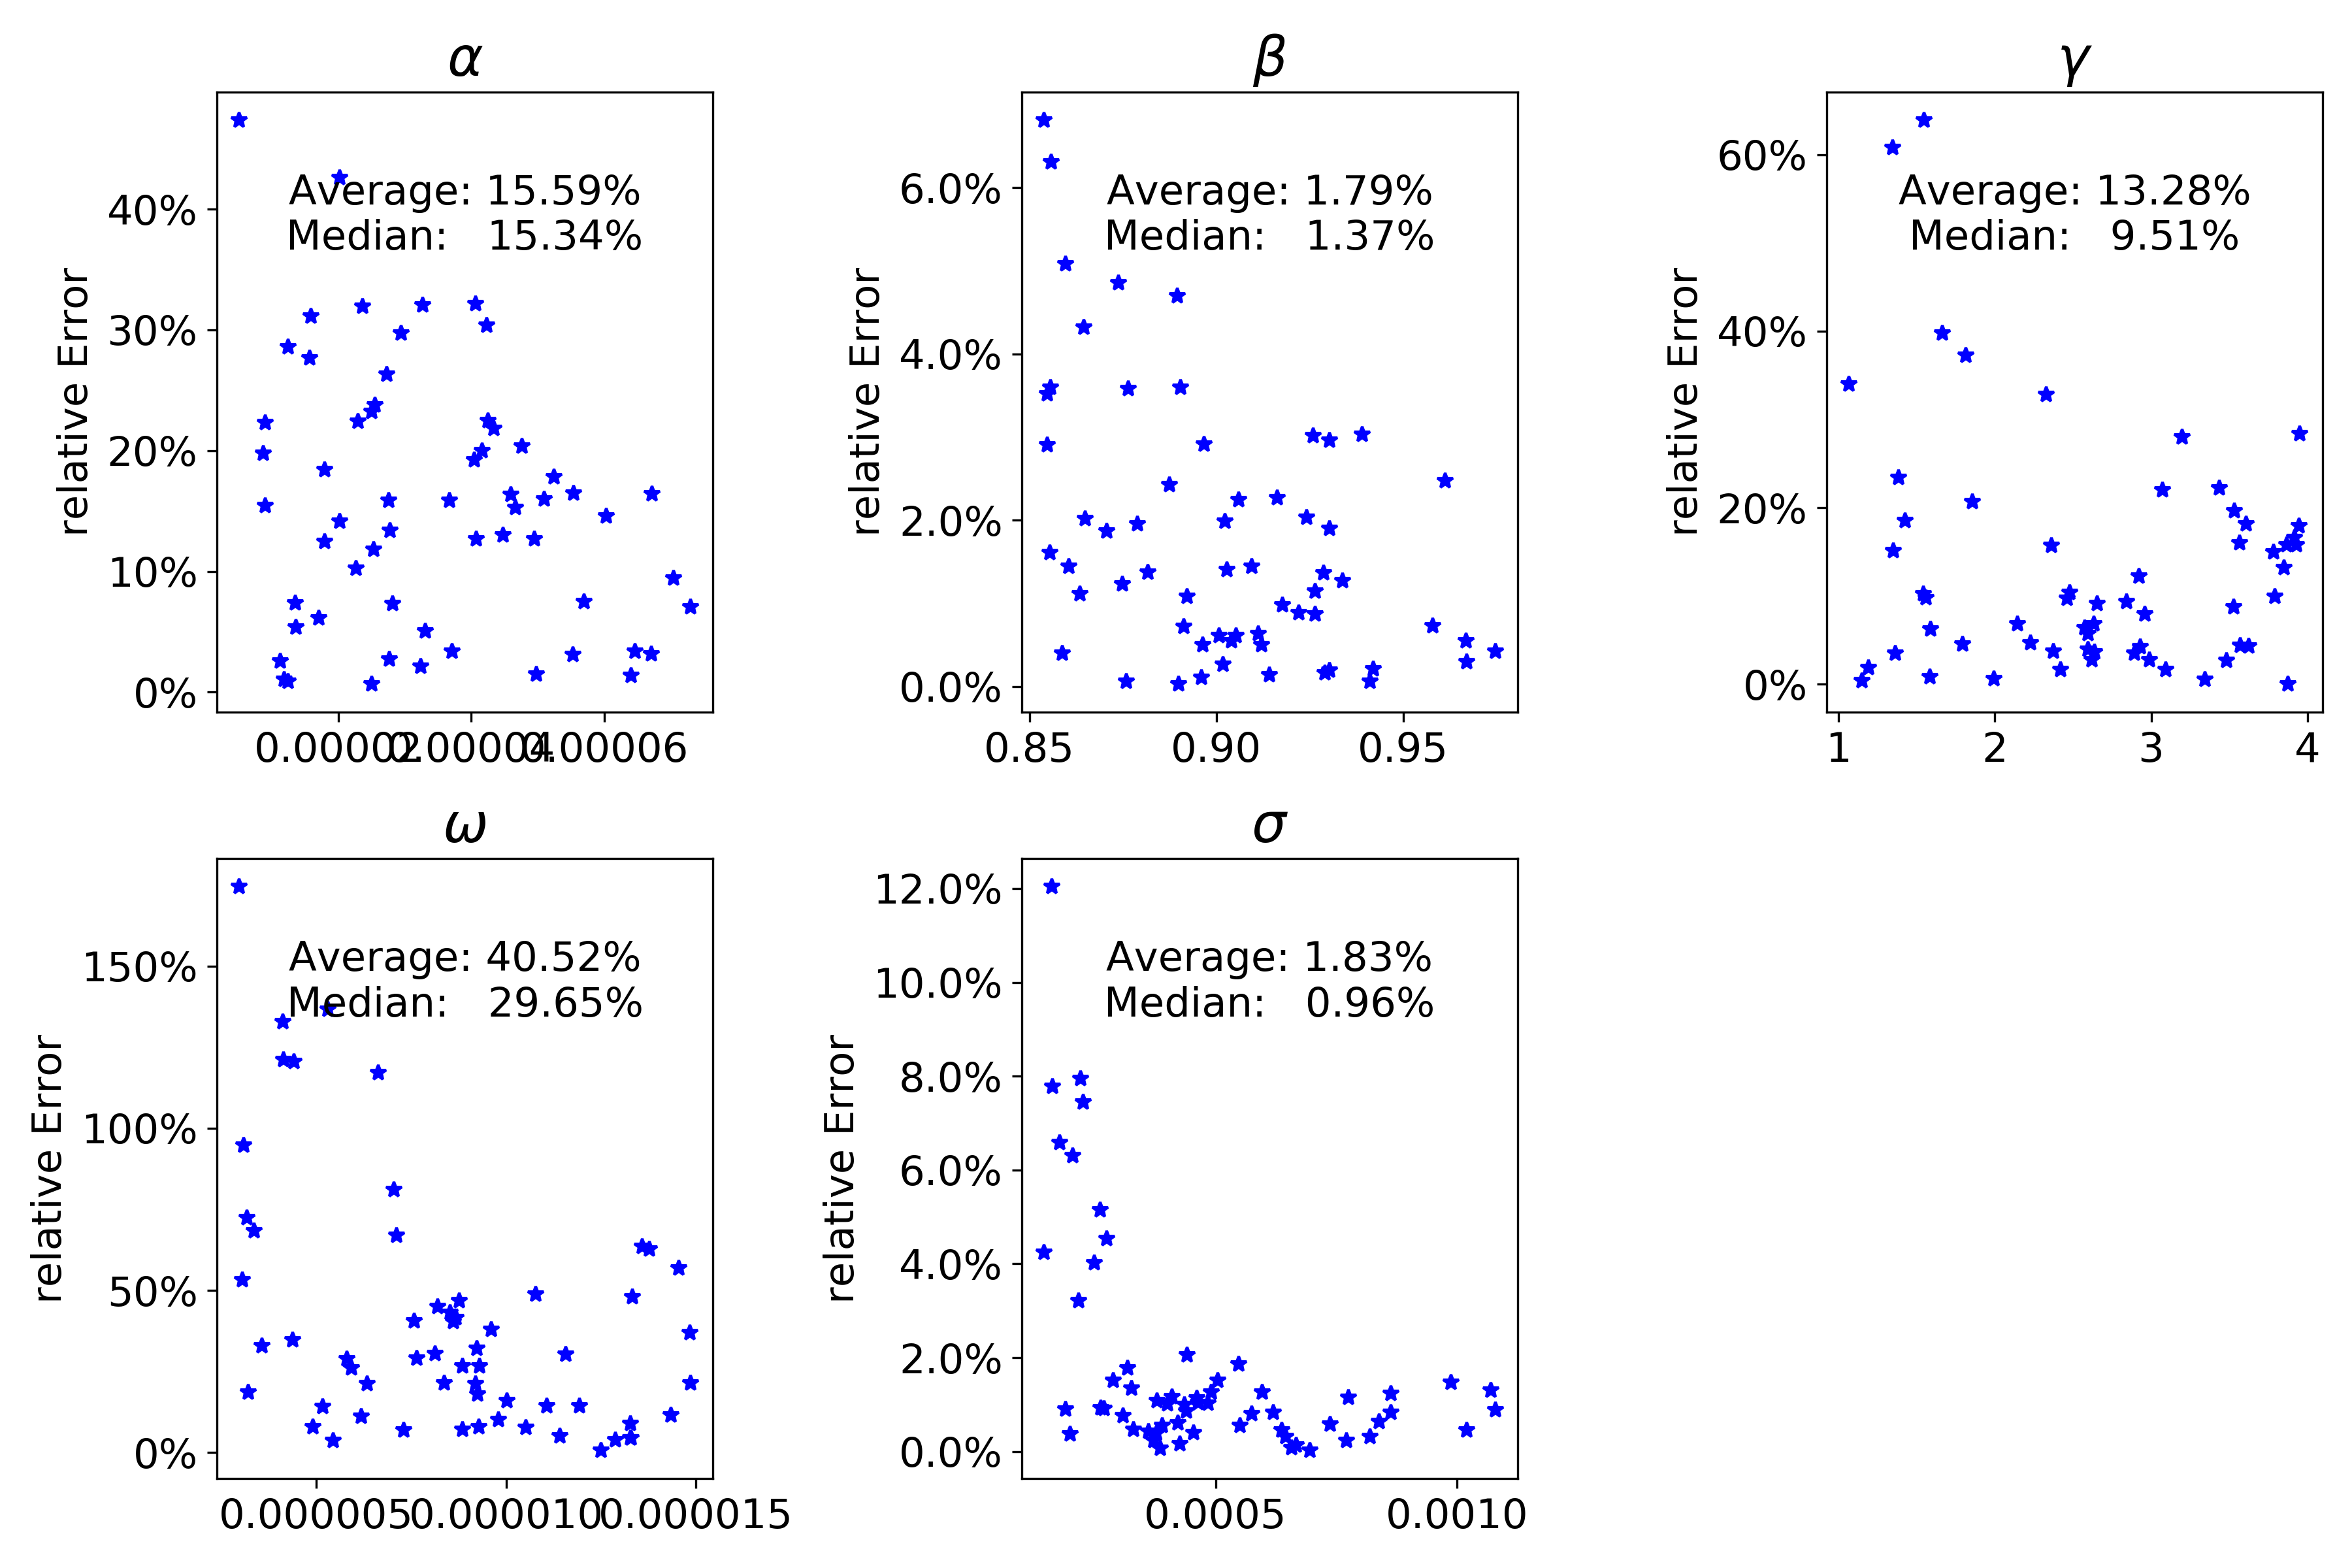 α
40%
30%
20%
10%
0%
relative Error
Average: 15.59%
Median: 15.34%
0.00002
0.00004
0.00006
β
6.0%
4.0%
2.0%
0.0%
relative Error
Average: 1.79%
Median: 1.37%
0.85
0.90
0.95
γ
60%
40%
20%
0%
relative Error
Average: 13.28%
Median: 9.51%
1
2
3
4
ω
150%
100%
50%
0%
relative Error
Average: 40.52%
Median: 29.65%
0.000005
0.000010
0.000015
σ
12.0%
10.0%
8.0%
6.0%
4.0%
2.0%
0.0%
relative Error
Average: 1.83%
Median: 0.96%
0.0005
0.0010